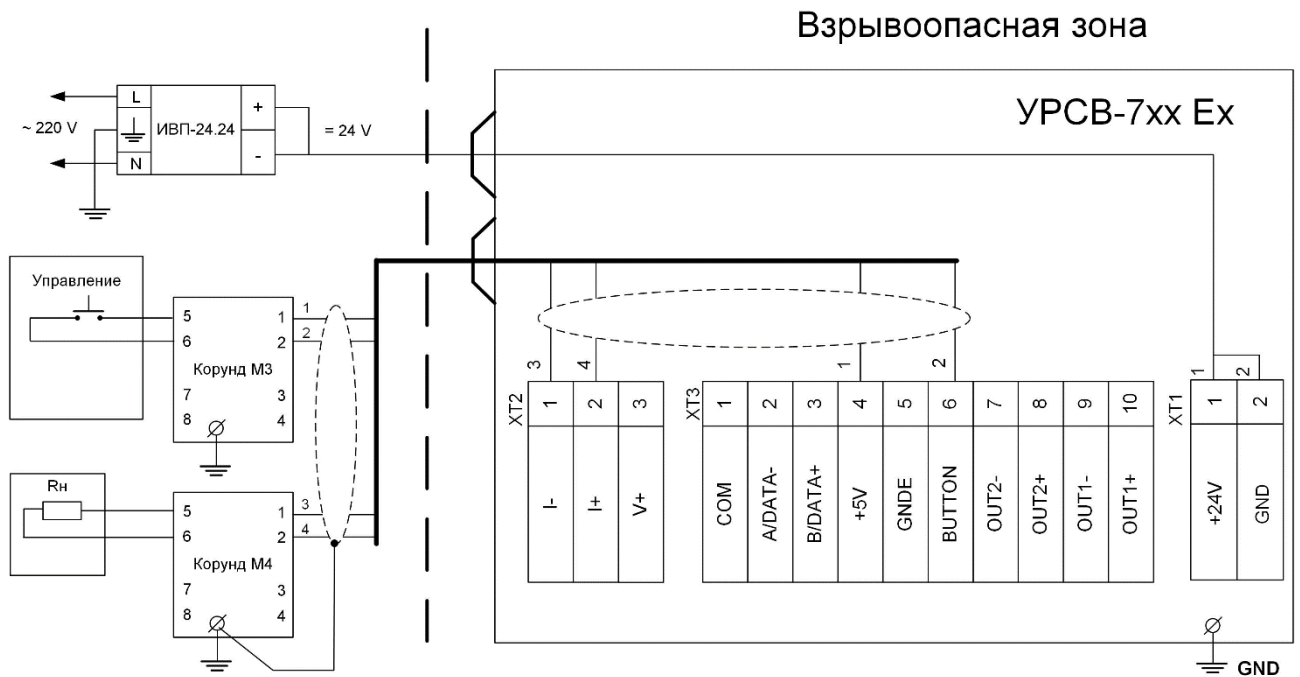 Взрывоопасная зона
УРСВ-7хх Ex
~ 220 V
L
N
ИВП-24.24
+
-
= 24 V
Управление
5
6
7
8
1
2
3
4
Корунд М3
1
2
Rн
5
6
7
8
1
2
3
4
Корунд М4
3
4
3
4
XT2
1
2
3
I-
I+
V+
1
2
XT3
1
2
3
4
5
6
7
8
9
10
COM
A/DATA-
B/DATA+
+5V
GNDE
BUTTON
OUT2-
OUT2+
OUT1-
OUT1+
1
2
XT1
1
2
+24V
GND
GND